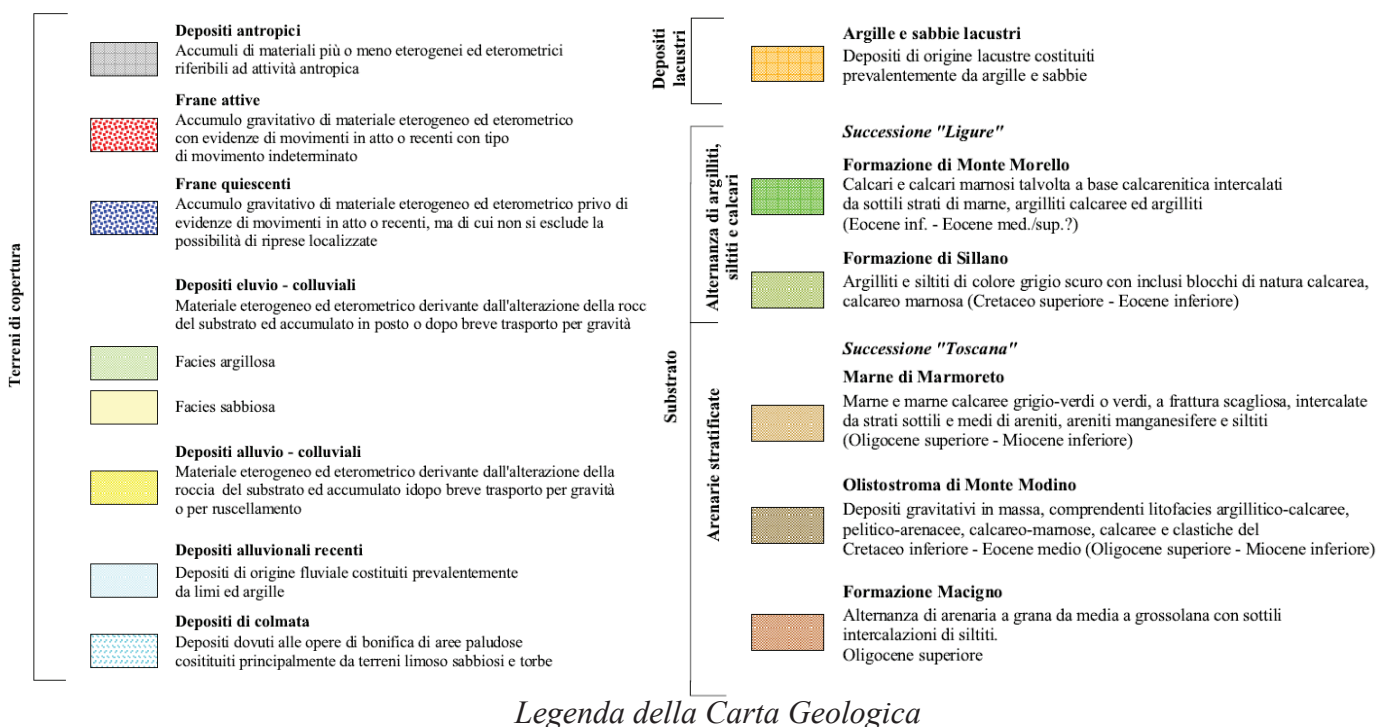 Terreni di copertura
Depositi antropici
Accumuli di materiali più o meno eterogenei ed eterometrici
riferibili ad attività antropica
Frane attive
Accumulo gravitativo di materiale eterogeneo ed eterometrico
con evidenze di movimenti in atto o recenti con tipo
di movimento indeterminato
Frane quiescenti
Accumulo gravitativo di materiale eterogeneo ed eterometrico privo di
evidenze di movimenti in atto o recenti, ma di cui non si esclude la
possibilità di riprese localizzate
Depositi eluvio - colluviali
Materiale eterogeneo ed eterometrico derivante dall'alterazione della rocc
del substrato ed accumulato in posto o dopo breve trasporto per gravità
Facies argillosa
Facies sabbiosa
Depositi alluvio - colluviali
Materiale eterogeneo ed eterometrico derivante dall'alterazione della
roccia del substrato ed accumulato idopo breve trasporto per gravità
o per ruscellamento
Depositi alluvionali recenti
Depositi di origine fluviale costituiti prevalentemente
da limi ed argille
Depositi di colmata
Depositi dovuti alle opere di bonifica di aree paludose
cositituiti principalmente da terreni limoso sabbiosi e torbe
Depositi
lacustri
Argille e sabbie lacustri
Depositi di origine lacustre costituiti
prevalentemente da argille e sabbie
Substrato
Alternanza di argilliti,
siltiti e calcari
Successione "Ligure"
Formazione di Monte Morello
Calcari e calcari marnosi talvolta a base calcarenitica intercalati
da sottili strati di marne, argilliti calcaree ed argilliti
(Eocene inf. - Eocene med./sup.?)
Formazione di Sillano
Argilliti e siltiti di colore grigio scuro con inclusi blocchi di natura calcarea,
calcareo marnosa (Cretaceo superiore - Eocene inferiore)
Arenarie stratificate
Successione "Toscana"
Marne di Marmoreto
Marne e marne calcaree grigio-verdi o verdi, a frattura scagliosa, intercalate
da strati sottili e medi di areniti, areniti manganesifere e siltiti
(Oligocene superiore - Miocene inferiore)
Olistostroma di Monte Modino
Depositi gravitativi in massa, comprendenti litofacies argillitico-calcaree,
pelitico-arenacee, calcareo-marnose, calcaree e clastiche del
Cretaceo inferiore - Eocene medio (Oligocene superiore - Miocene inferiore)
Formazione Macigno
Alternanza di arenaria a grana da media a grossolana con sottili
intercalazioni di siltiti.
Oligocene superiore
Legenda della Carta Geologica